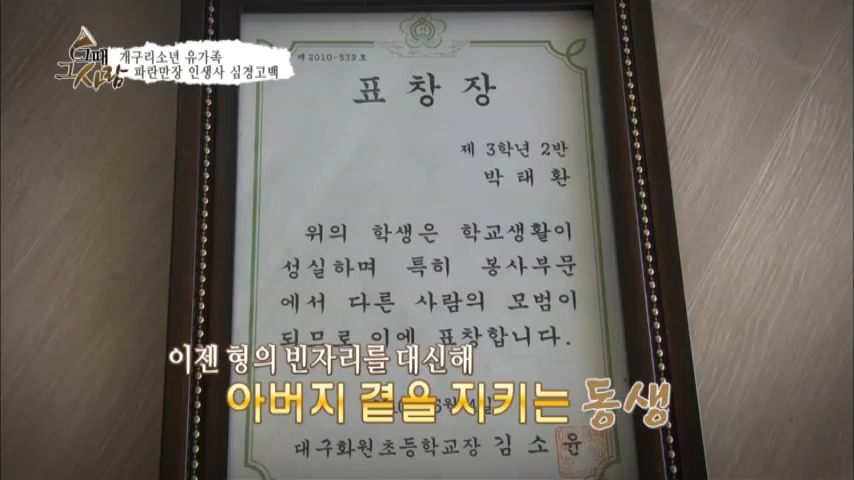 그때
그 사람
개구리소년 유가족
파란만장 인생사 심경고백
제 2010-539 호
표 창 장
제 3학년 2반
박 태 환
위의 학생은 학교생활이
성실하며 특히 봉사부문
에서 다른 사람의 모범이
되므로 이에 표창합니다.
이젠 형의 빈자리를 대신해
아버지 곁을 지키는 동생
대구화원초등학교장 김 소 윤